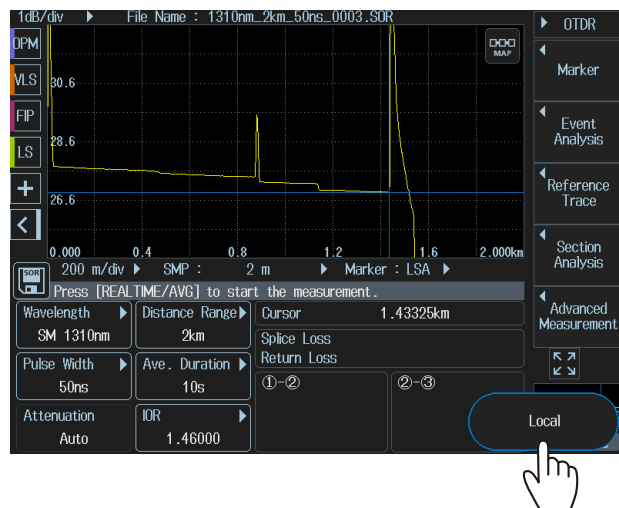 1dB/div File Name : 1310nm_2km_50ns_0003.SOR
OTDR
OPM
MAP
Marker
VLS
30.6
FIP
Event
Analysis
28.6
LS
Reference
Trace
26.6
Section
Analysis
0.000 0.4 0.8 1.2 1.6 2.000km
SOR
200 m/div SMP : 2 m Marker : LSA
Press [REALTIME/AVG] to start the measurement.
Advanced
Measurement
Wavelength
SM 1310nm
Distance Range
2km
Cursor 1.43325km
Splice Loss
Return Loss
Pulse Width
50ns
Ave. Duration
10s
①-②
②-③
Attenuation
Auto
IOR
1.46000
Local